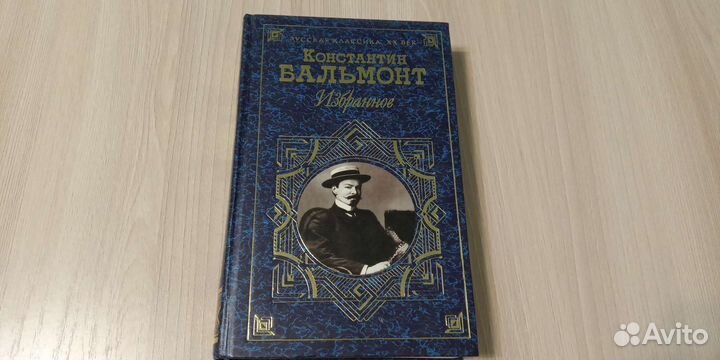 РУССКАЯ КЛАССИКА XX ВЕК
КОНСТАНТИН
БАЛЬМОНТ
Избранное
Avito